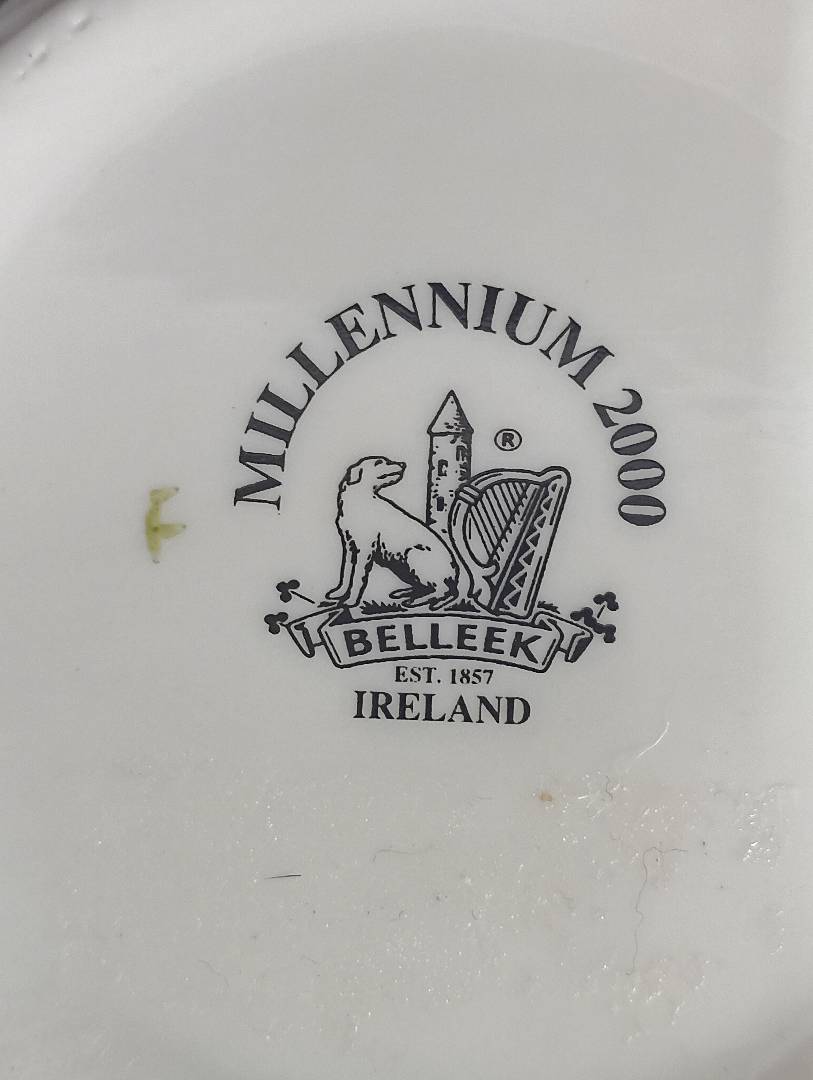 MILLENNIUM 2000
®
BELLEEK
EST. 1857
IRELAND